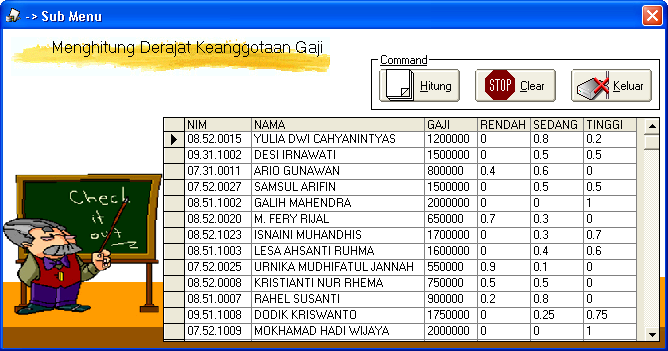 -> Sub Menu
Menghitung Derajat Keanggotaan Gaji
Command
Hitung STOP Clear Keluar
NIM NAMA GAJI RENDAH SEDANG TINGGI
08.52.0015 YULIA DWI CAHYANINTYAS 1200000 0 0.8 0.2
09.31.1002 DESI IRNAWATI 1500000 0 0.5 0.5
07.31.0011 ARIO GUNAWAN 800000 0.4 0.6 0
07.52.0027 SAMSUL ARIFIN 1500000 0 0.5 0.5
08.51.1002 GALIH MAHENDRA 2000000 0 0 1
08.52.0020 M. FERY RIJAL 650000 0.7 0.3 0
08.52.1023 ISNAINI MUHANDHIS 1700000 0 0.3 0.7
08.51.1003 LESA AHSANTI RUHMA 1600000 0 0.4 0.6
07.52.0025 URNIKA MUDHIFATUL JANNAH 550000 0.9 0.1 0
08.52.0008 KRISTIANTI NUR RHEMA 750000 0.5 0.5 0
08.51.0007 RAHEL SUSANTI 900000 0.2 0.8 0
09.51.1008 DODIK KRISWANTO 1750000 0 0.25 0.75
07.52.1009 MOKHAMAD HADI WIJAYA 2000000 0 0 1
Check
it
out